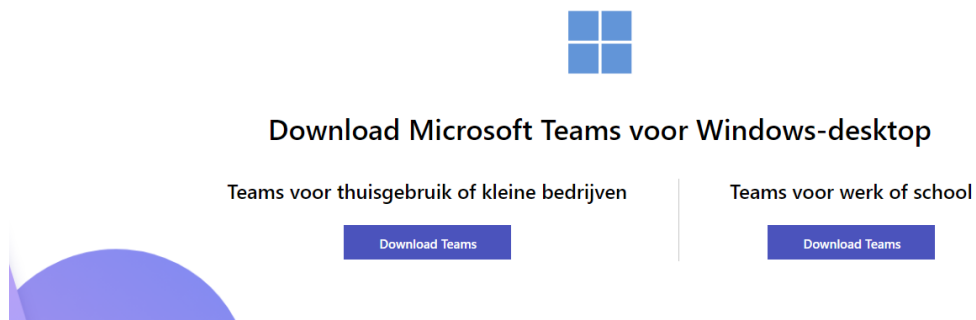 Download Microsoft Teams voor Windows-desktop
Teams voor thuisgebruik of kleine bedrijven
Download Teams
Teams voor werk of school
Download Teams